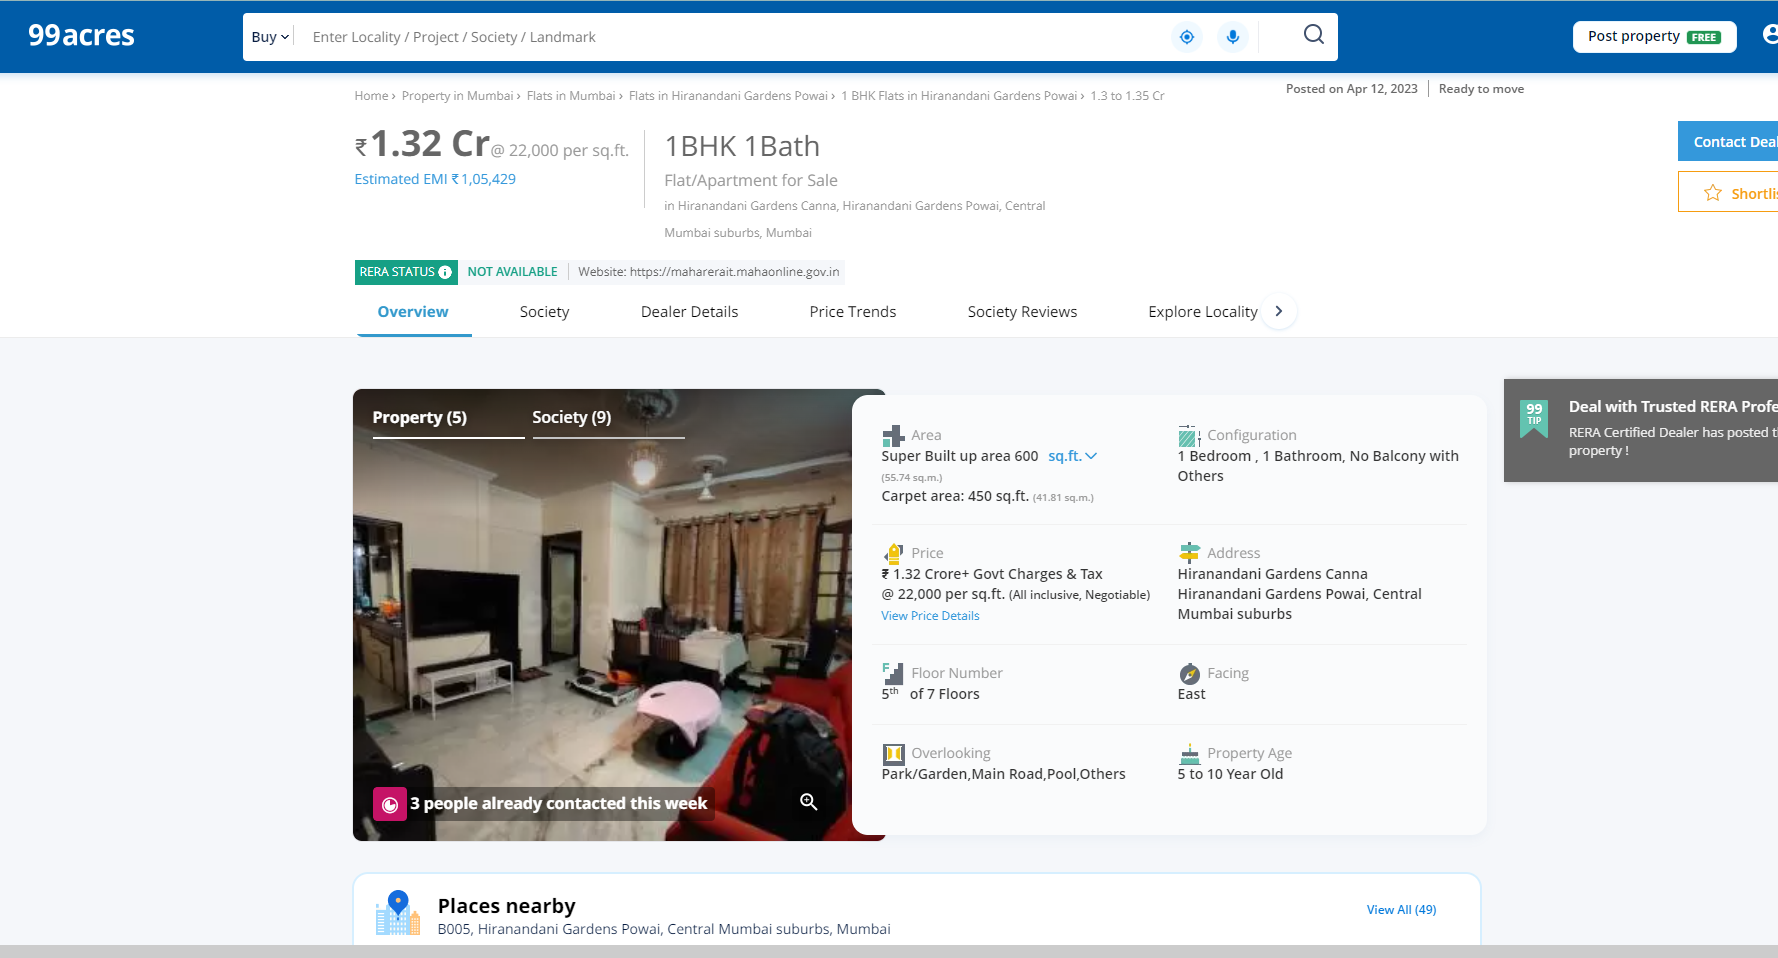 99acres
Buy
Enter Locality / Project / Society / Landmark
Post property FREE
Home › Property in Mumbai › Flats in Mumbai › Flats in Hiranandani Gardens Powai › 1 BHK Flats in Hiranandani Gardens Powai › 1.3 to 1.35 Cr
Posted on Apr 12, 2023 | Ready to move
₹ 1.32 Cr @ 22,000 per sq.ft.
Estimated EMI ₹ 1,05,429
1BHK 1Bath
Flat/Apartment for Sale
in Hiranandani Gardens Canna, Hiranandani Gardens Powai, Central
Mumbai suburbs, Mumbai
Contact Deal
Shortlis
RERA STATUS NOT AVAILABLE | Website: https://maharerait.mahaonline.gov.in
Overview Society Dealer Details Price Trends Society Reviews Explore Locality
Property (5) Society (9)
3 people already contacted this week
Area
Super Built up area 600 sq.ft.
(55.74 sq.m.)
Carpet area: 450 sq.ft. (41.81 sq.m.)
Configuration
1 Bedroom , 1 Bathroom, No Balcony with
Others
Price
₹ 1.32 Crore+ Govt Charges & Tax
@ 22,000 per sq.ft. (All inclusive, Negotiable)
View Price Details
Address
Hiranandani Gardens Canna
Hiranandani Gardens Powai, Central
Mumbai suburbs
Floor Number
5th of 7 Floors
Facing
East
Overlooking
Park/Garden,Main Road,Pool,Others
Property Age
5 to 10 Year Old
99
TIP
Deal with Trusted RERA Profe
RERA Certified Dealer has posted t
property !
Places nearby
B005, Hiranandani Gardens Powai, Central Mumbai suburbs, Mumbai
View All (49)